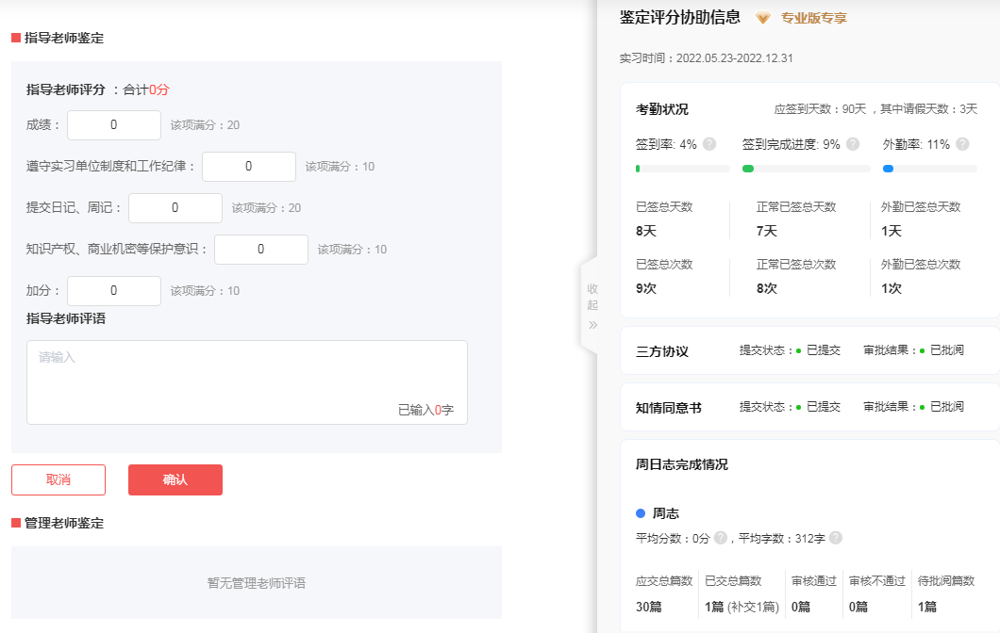 指导老师鉴定
指导老师评分 ：合计0分
成绩： 0 该项满分：20
遵守实习单位制度和工作纪律： 0 该项满分：10
提交日记、周记： 0 该项满分：20
知识产权、商业机密等保护意识： 0 该项满分：10
加分： 0 该项满分：10
指导老师评语
请输入
已输入0字
取消 确认
管理老师鉴定
暂无管理老师评语
收
起
»
鉴定评分协助信息 专业版专享
实习时间：2022.05.23-2022.12.31
考勤状况 应签到天数：90天 ，其中请假天数：3天
签到率: 4% ? 签到完成进度: 9% ? 外勤率: 11% ?
已签总天数 正常已签总天数 外勤已签总天数
8天 7天 1天
已签总次数 正常已签总次数 外勤已签总次数
9次 8次 1次
三方协议 提交状态： 已提交 审批结果： 已批阅
知情同意书 提交状态： 已提交 审批结果： 已批阅
周日志完成情况
周志
平均分数：0分 ? ，平均字数：312字 ?
应交总篇数 已交总篇数 审核通过 审核不通过 待批阅篇数
30篇 1篇 (补交1篇) 0篇 0篇 1篇